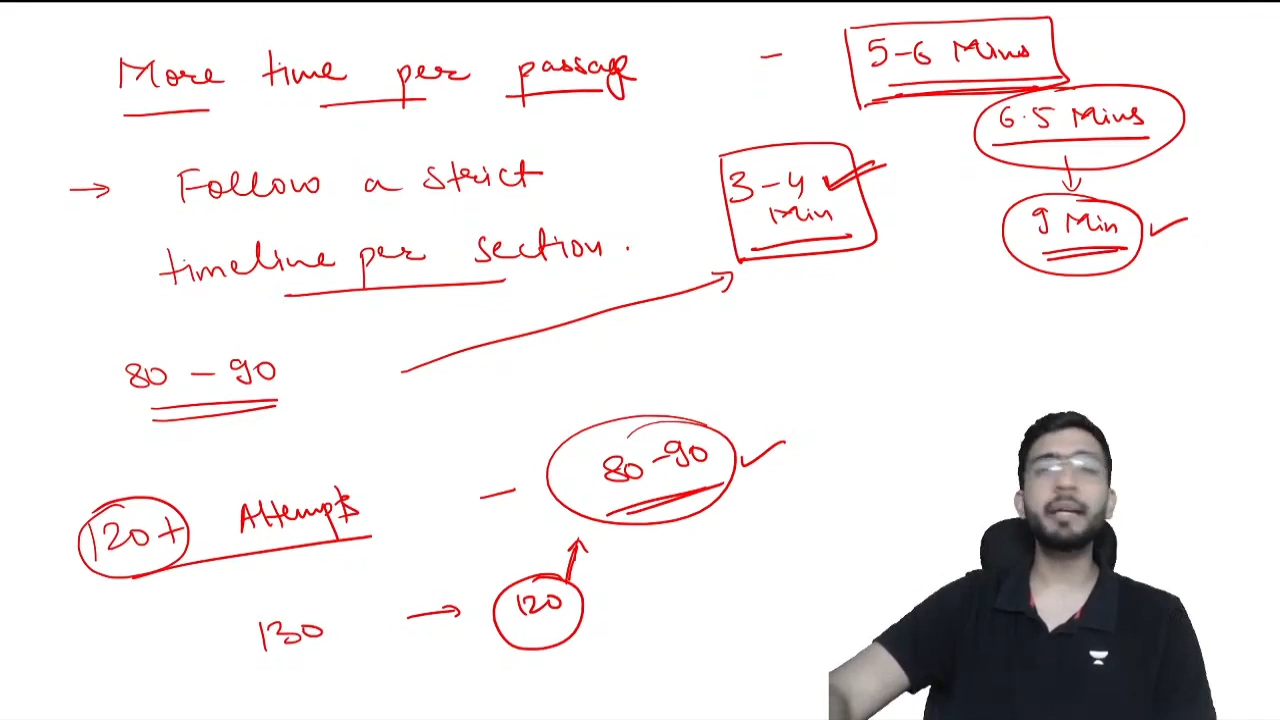 More time per passage - 5-6 Mins
6.5 Mins
→ Follow a strict
3-4
Min
9 Min
timeline per section.
80 - 90
80-90
120+ Attempts -
120
130 →